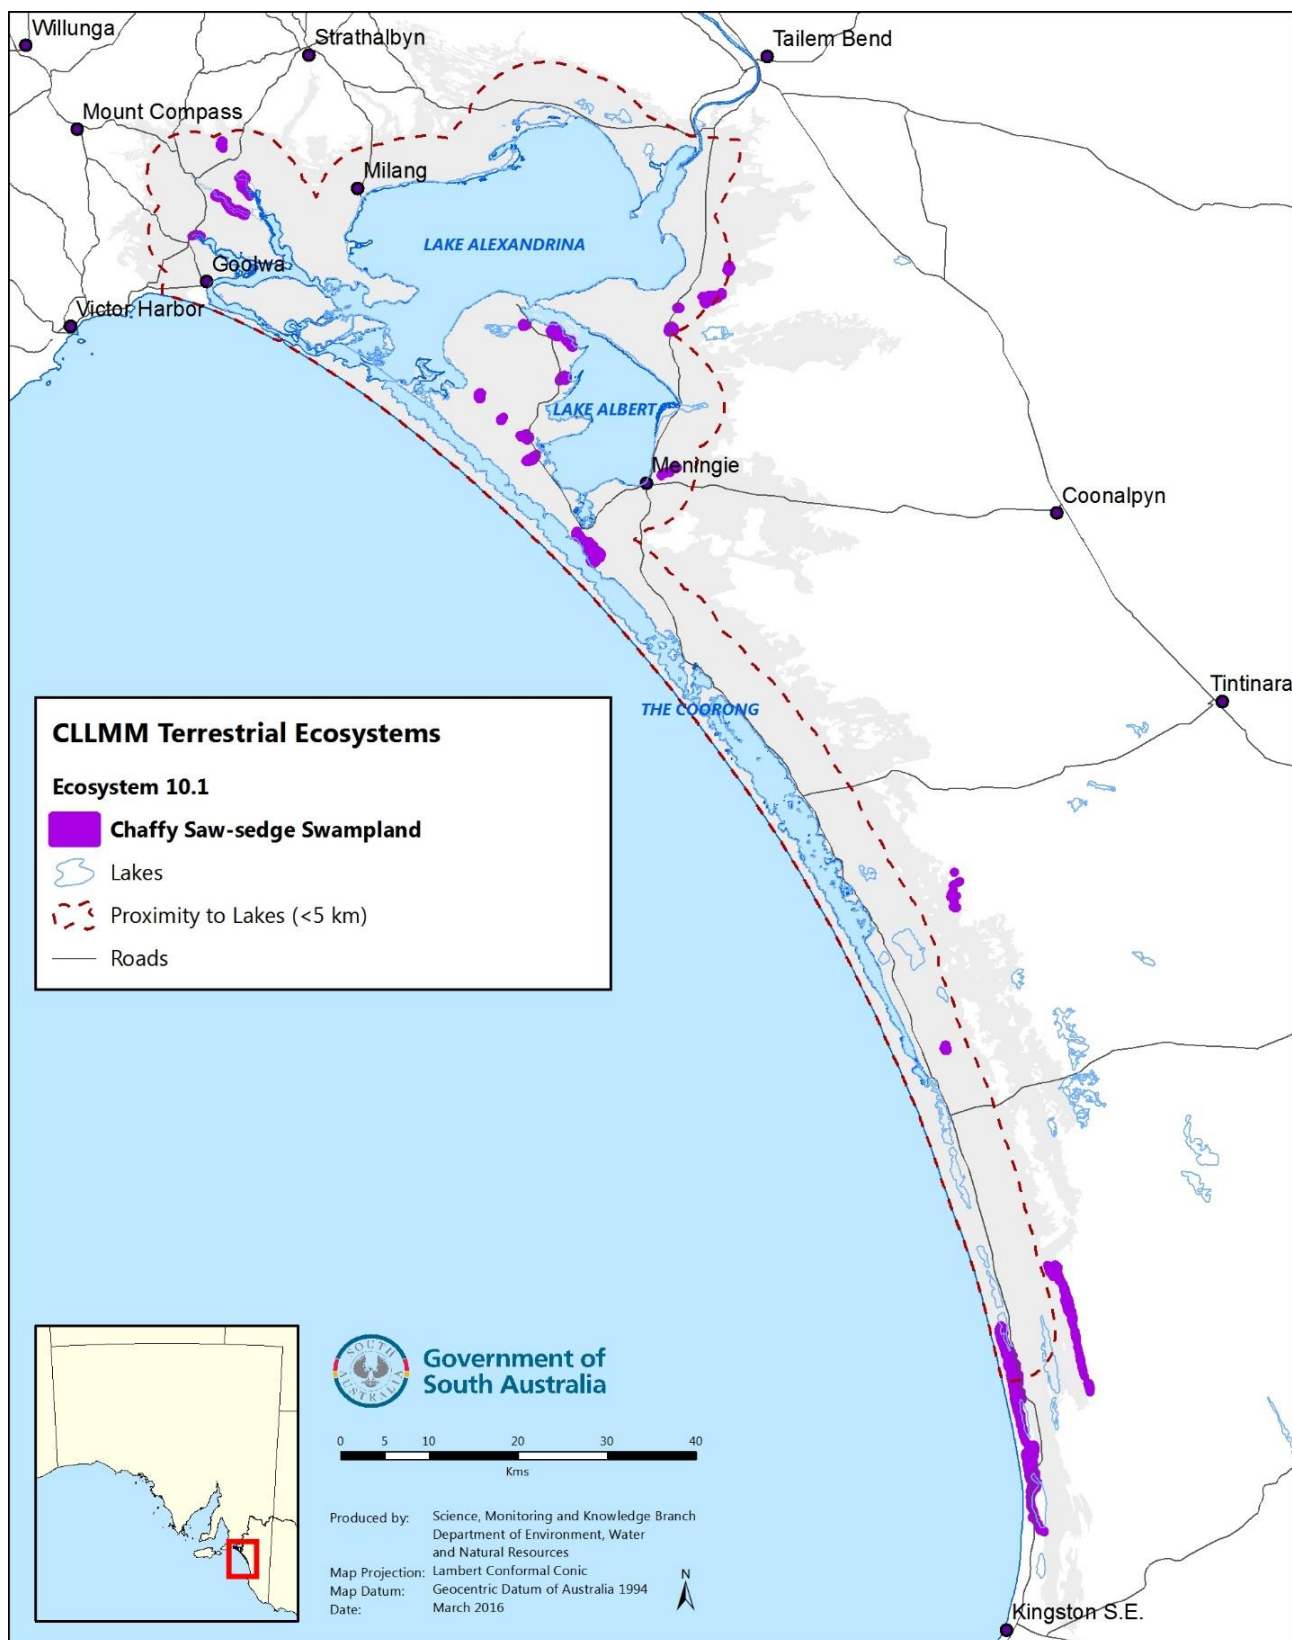 Willunga
Strathalbyn
Tailem Bend
Mount Compass
Milang
LAKE ALEXANDRINA
Goolwa
Victor Harbor
LAKE ALBERT
Meningie
Coonalpyn
Tintinara
THE COORONG
CLLMM Terrestrial Ecosystems
Ecosystem 10.1
Chaffy Saw-sedge Swampland
Lakes
Proximity to Lakes (<5 km)
Roads
SOUTH AUSTRALIA
Government of
South Australia
0 5 10 20 30 40
Kms
Produced by: Science, Monitoring and Knowledge Branch
Department of Environment, Water
and Natural Resources
Map Projection: Lambert Conformal Conic
Map Datum: Geocentric Datum of Australia 1994
Date: March 2016
N
Kingston S.E.